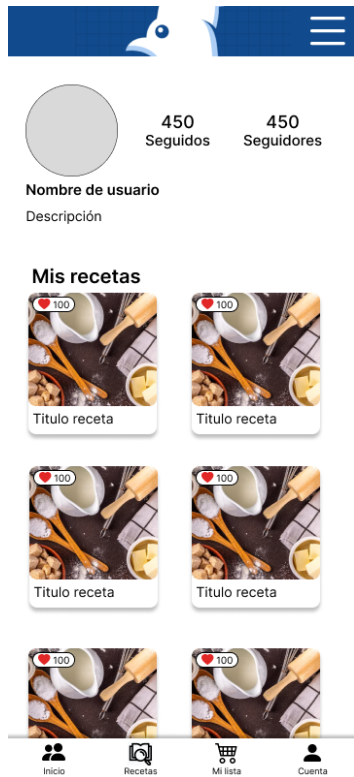 450
450
Seguidos
Seguidores
Nombre de usuario
Descripción
Mis recetas
100
100
Titulo receta
Titulo receta
100
100
Titulo receta
Titulo receta
100
100
Inicio
Recetas
Mi lista
Cuenta